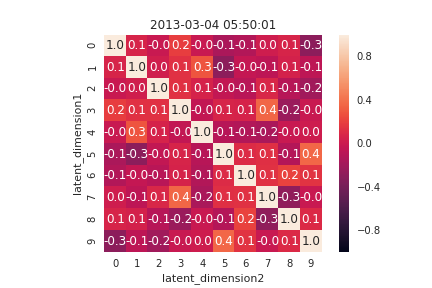 2013-03-04 05:50:01
latent_dimension1
0 1.0 0.1 -0.0 0.2 -0.0 -0.1 -0.1 0.0 0.1 -0.3
1 0.1 1.0 0.0 0.1 0.3 -0.3 -0.0 -0.1 0.1 -0.1
2 -0.0 0.0 1.0 0.1 0.1 -0.0 -0.1 0.1 -0.1 -0.2
3 0.2 0.1 0.1 1.0 -0.0 0.1 0.1 0.4 -0.2 -0.0
4 -0.0 0.3 0.1 -0.0 1.0 -0.1 -0.1 -0.2 -0.0 0.0
5 -0.1 -0.3 -0.0 0.1 -0.1 1.0 0.1 0.1 -0.1 0.4
6 -0.1 -0.0 -0.1 0.1 -0.1 0.1 1.0 0.1 0.2 0.1
7 0.0 -0.1 0.1 0.4 -0.2 0.1 0.1 1.0 -0.3 -0.0
8 0.1 0.1 -0.1 -0.2 -0.0 -0.1 0.2 -0.3 1.0 0.1
9 -0.3 -0.1 -0.2 -0.0 0.0 0.4 0.1 -0.0 0.1 1.0
0 1 2 3 4 5 6 7 8 9
latent_dimension2
0.8
0.4
0.0
−0.4
−0.8